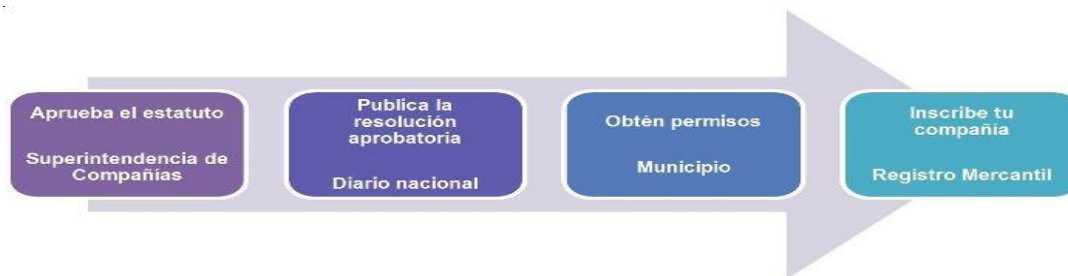 Aprueba el estatuto
Superintendencia de
Compañías
Publica la
resolución
aprobatoria
Diario nacional
Obtén permisos
Municipio
Inscribe tu
compañía
Registro Mercantil